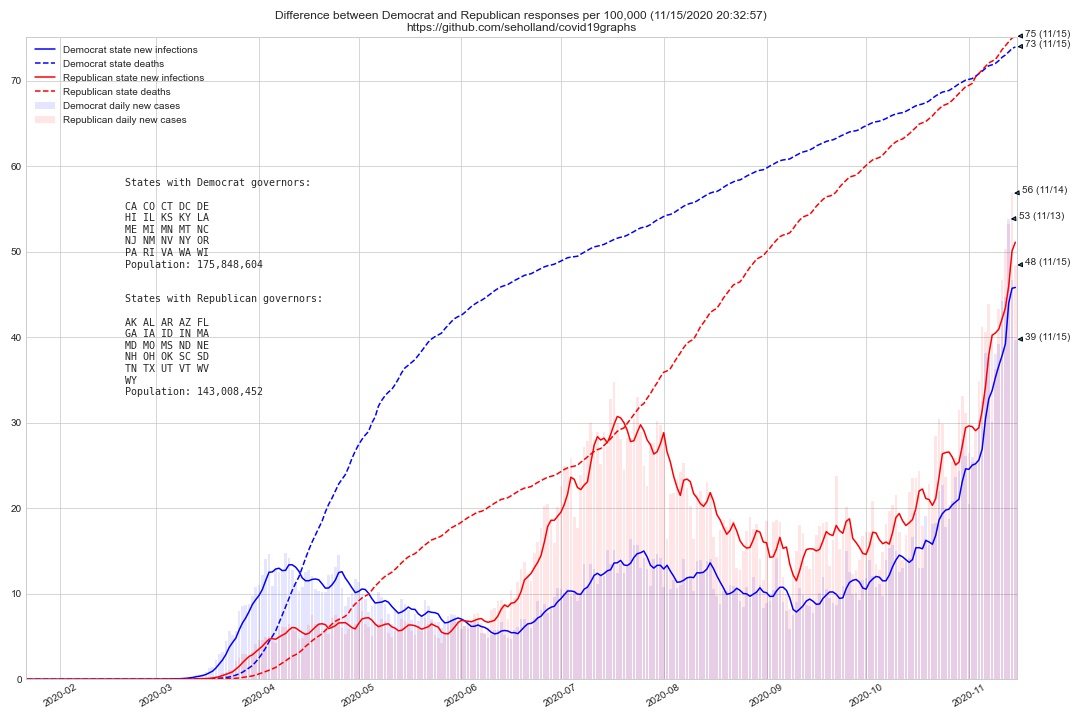 Difference between Democrat and Republican responses per 100,000 (11/15/2020 20:32:57)
https://github.com/seholland/covid19graphs
Democrat state new infections
Democrat state deaths
Republican state new infections
Republican state deaths
Democrat daily new cases
Republican daily new cases
States with Democrat governors:
CA CO CT DC DE
HI IL KS KY LA
ME MI MN MT NC
NJ NM NV NY OR
PA RI VA WA WI
Population: 175,848,604
States with Republican governors:
AK AL AR AZ FL
GA IA ID IN MA
MD MO MS ND NE
NH OH OK SC SD
TN TX UT VT WV
WY
Population: 143,008,452
75 (11/15)
73 (11/15)
56 (11/14)
53 (11/13)
48 (11/15)
39 (11/15)
70
60
50
40
30
20
10
0
2020-02
2020-03
2020-04
2020-05
2020-06
2020-07
2020-08
2020-09
2020-10
2020-11